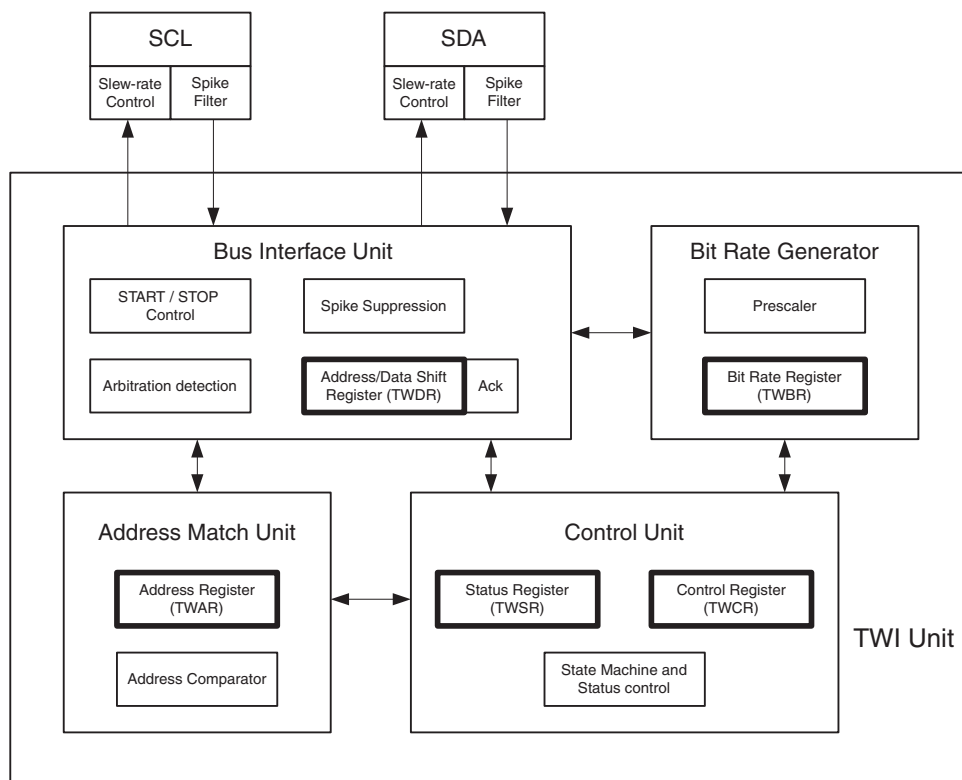 SCL
SDA
Slew-rate
Control
Spike
Filter
Slew-rate
Control
Spike
Filter
Bus Interface Unit
Bit Rate Generator
START / STOP
Control
Spike Suppression
Prescaler
Arbitration detection
Address/Data Shift
Register (TWDR)
Ack
Bit Rate Register
(TWBR)
Address Match Unit
Control Unit
Address Register
(TWAR)
Status Register
(TWSR)
Control Register
(TWCR)
TWI Unit
Address Comparator
State Machine and
Status control